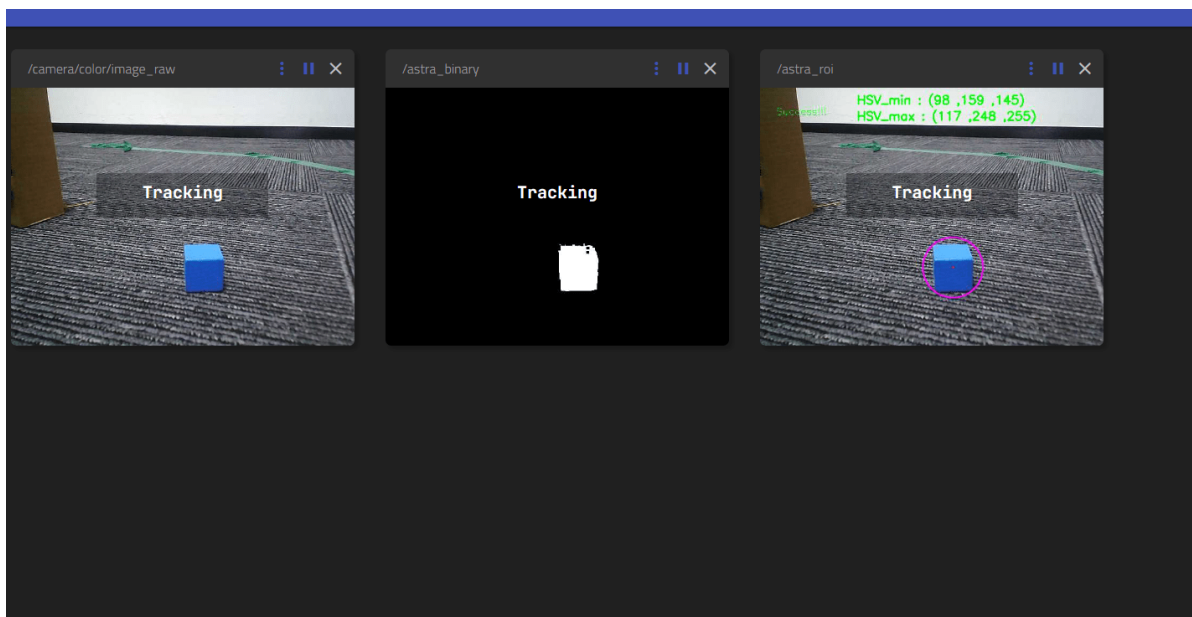 /camera/color/image_raw
Tracking
/astra_binary
Tracking
/astra_roi
HSV_min : (98 ,159 ,145)
HSV_max : (117 ,248 ,255)
Tracking